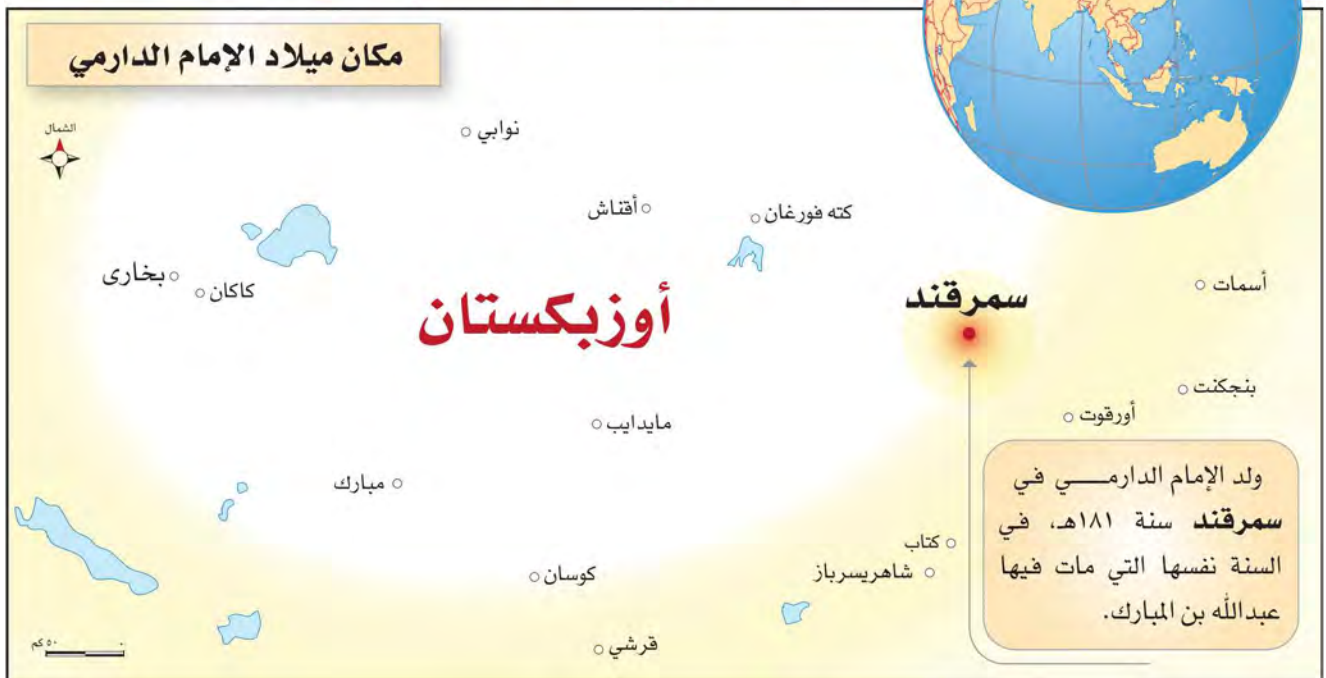 مكان ميلاد الإمام الدارمي
الشمال
نوابي
أقتاش
كته فورغان
بخارى
كاكان
أوزبكستان
سمرقند
أسمات
بنجكنت
أورقوت
مايدايب
مبارك
ولد الإمام الدارمـــي في
سمرقند سنة ١٨١هـ، في
السنة نفسها التي مات فيها
عبدالله بن المبارك.
كتاب
شاهريسرباز
كوسان
قرشي
٥٠ كم
٠